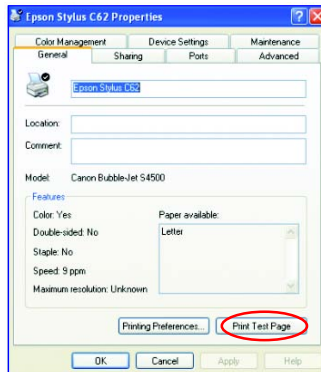 Epson Stylus C62 Properties
Color Management Device Settings Maintenance
General Sharing Ports Advanced
Epson Stylus C62
Location:
Comment:
Model: Canon Bubble-Jet S4500
Features
Color: Yes Paper available:
Double-sided: No Letter
Staple: No
Speed: 9 ppm
Maximum resolution: Unknown
Printing Preferences... Print Test Page
OK Cancel Apply Help